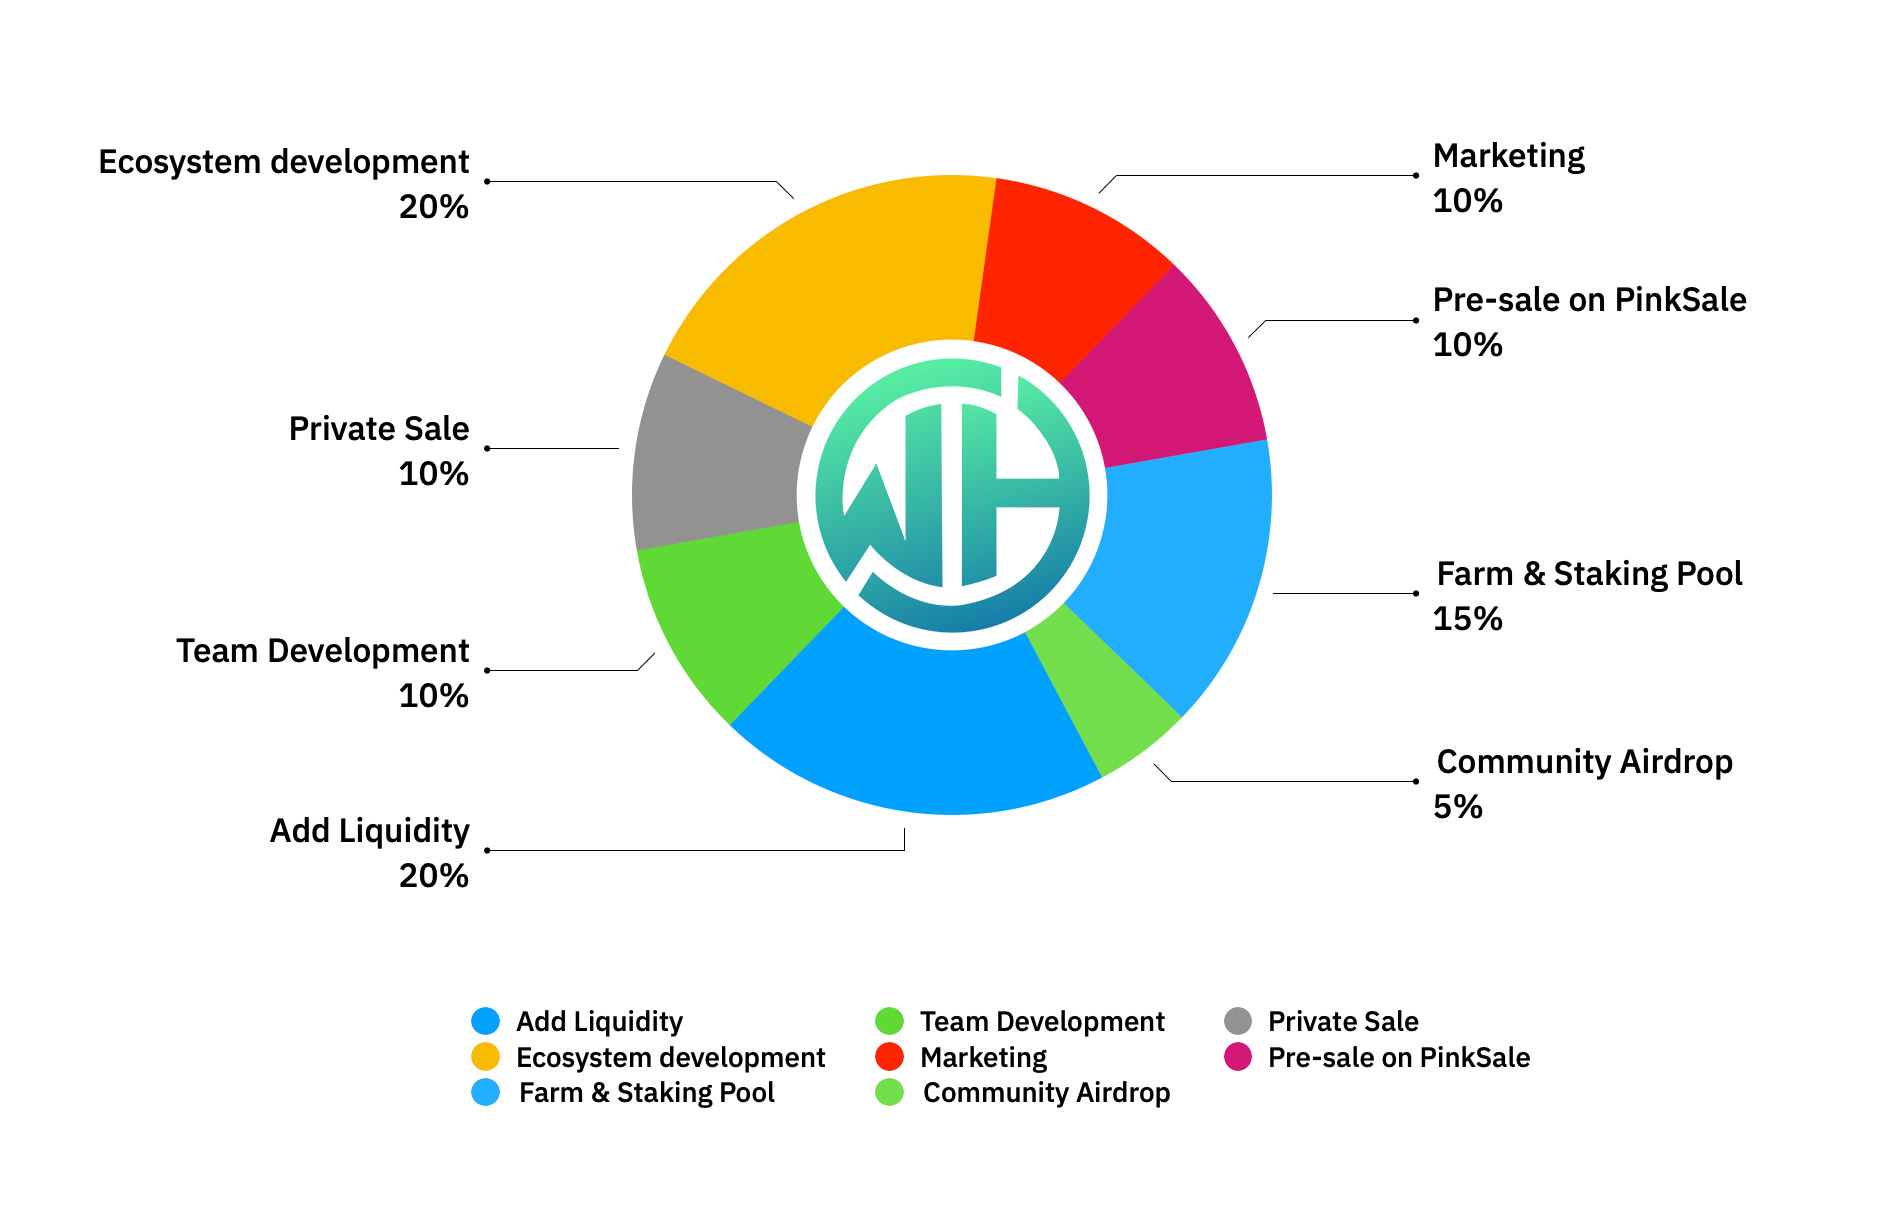 Ecosystem development
20%
Marketing
10%
Pre-sale on PinkSale
10%
Private Sale
10%
Farm & Staking Pool
15%
Team Development
10%
Community Airdrop
5%
Add Liquidity
20%
Add Liquidity
Team Development
Private Sale
Ecosystem development
Marketing
Pre-sale on PinkSale
Farm & Staking Pool
Community Airdrop